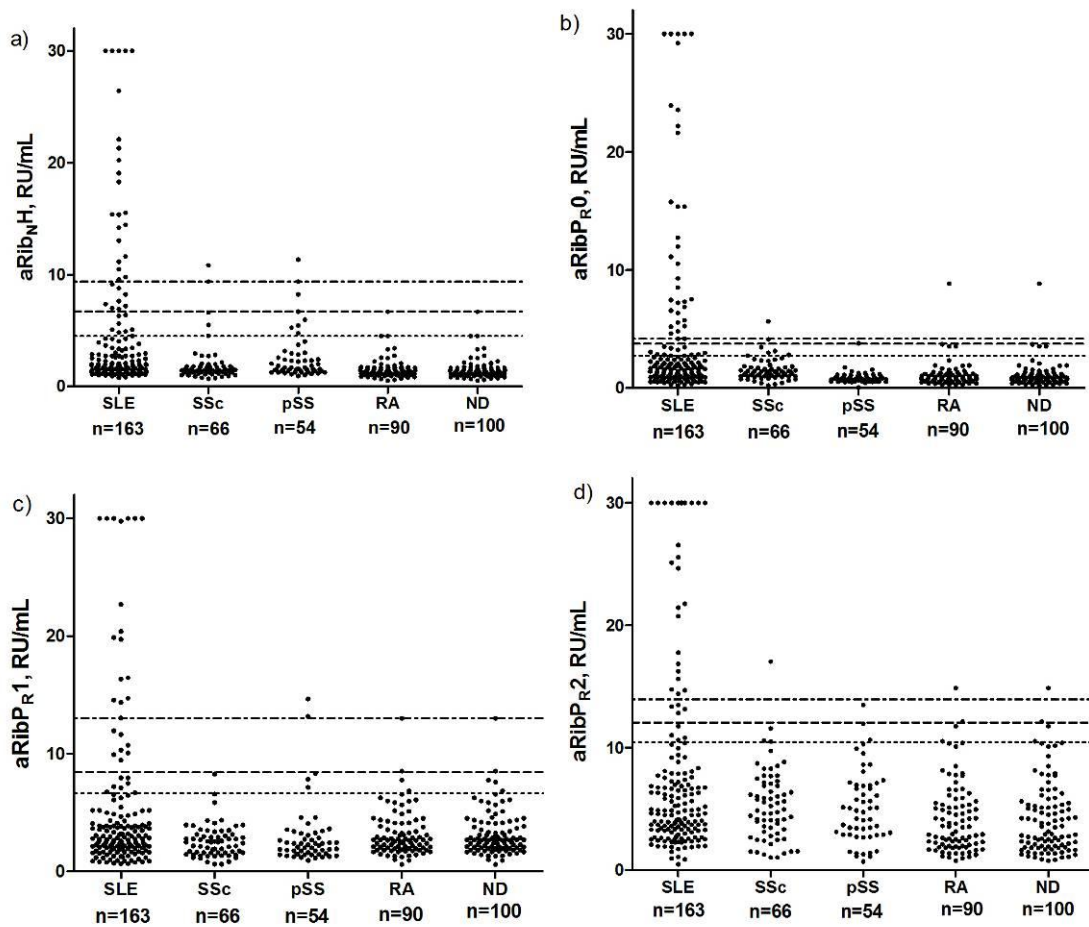 a)
aRibNH, RU/mL
30
20
10
0
SLE SSc pSS RA ND
n=163 n=66 n=54 n=90 n=100
b)
aRibPR0, RU/mL
30
20
10
0
SLE SSc pSS RA ND
n=163 n=66 n=54 n=90 n=100
c)
aRibPR1, RU/mL
30
20
10
0
SLE SSc pSS RA ND
n=163 n=66 n=54 n=90 n=100
d)
aRibPR2, RU/mL
30
20
10
0
SLE SSc pSS RA ND
n=163 n=66 n=54 n=90 n=100